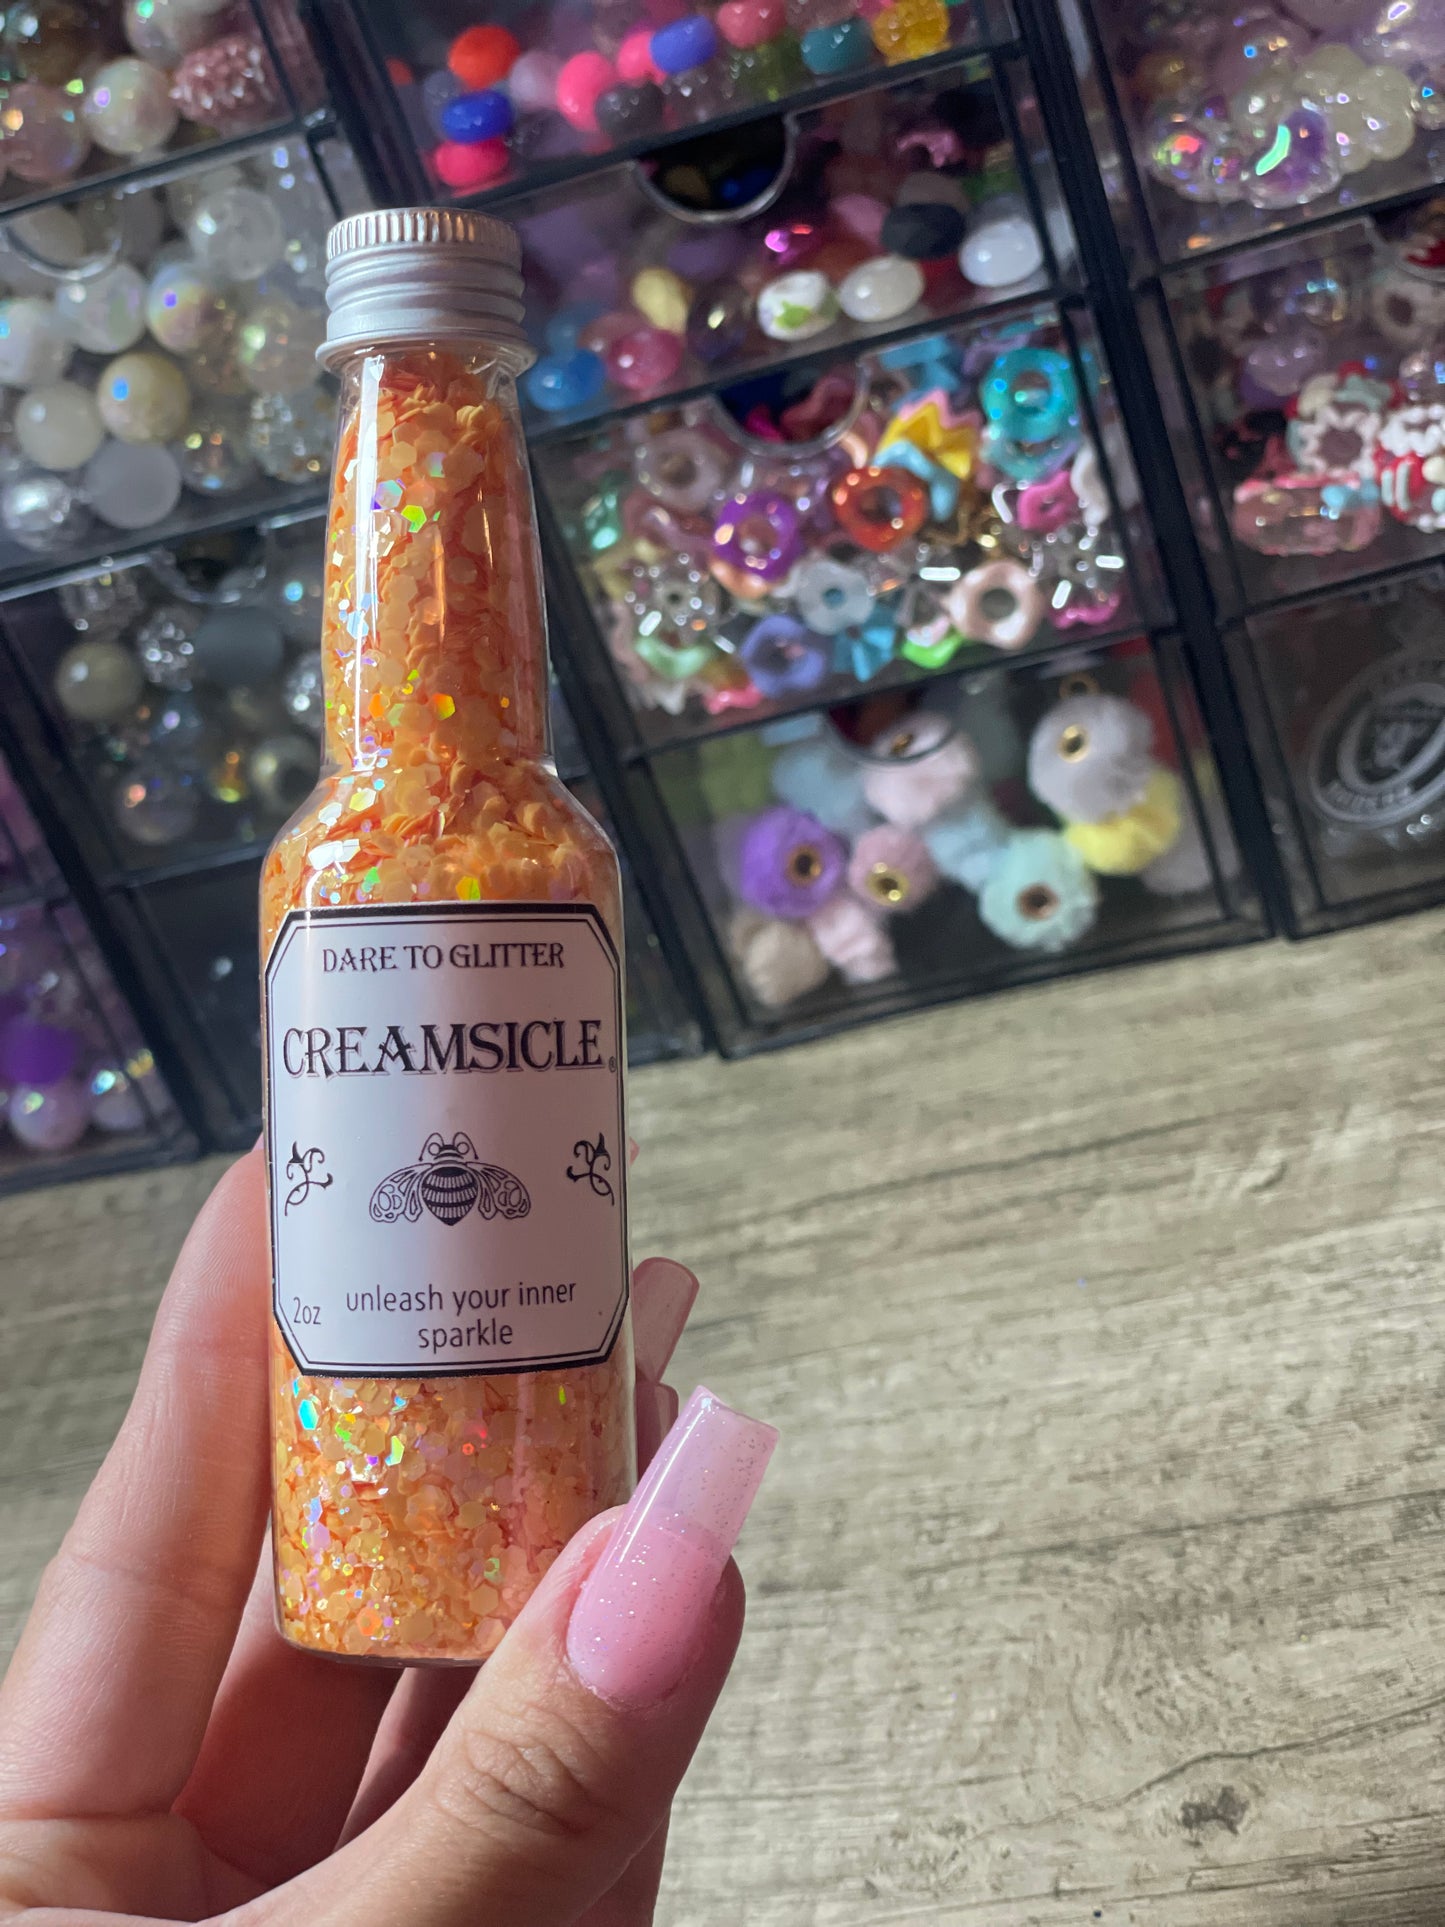 DARE TO GLITTER
CREAMSICLE®
2oz unleash your inner
sparkle